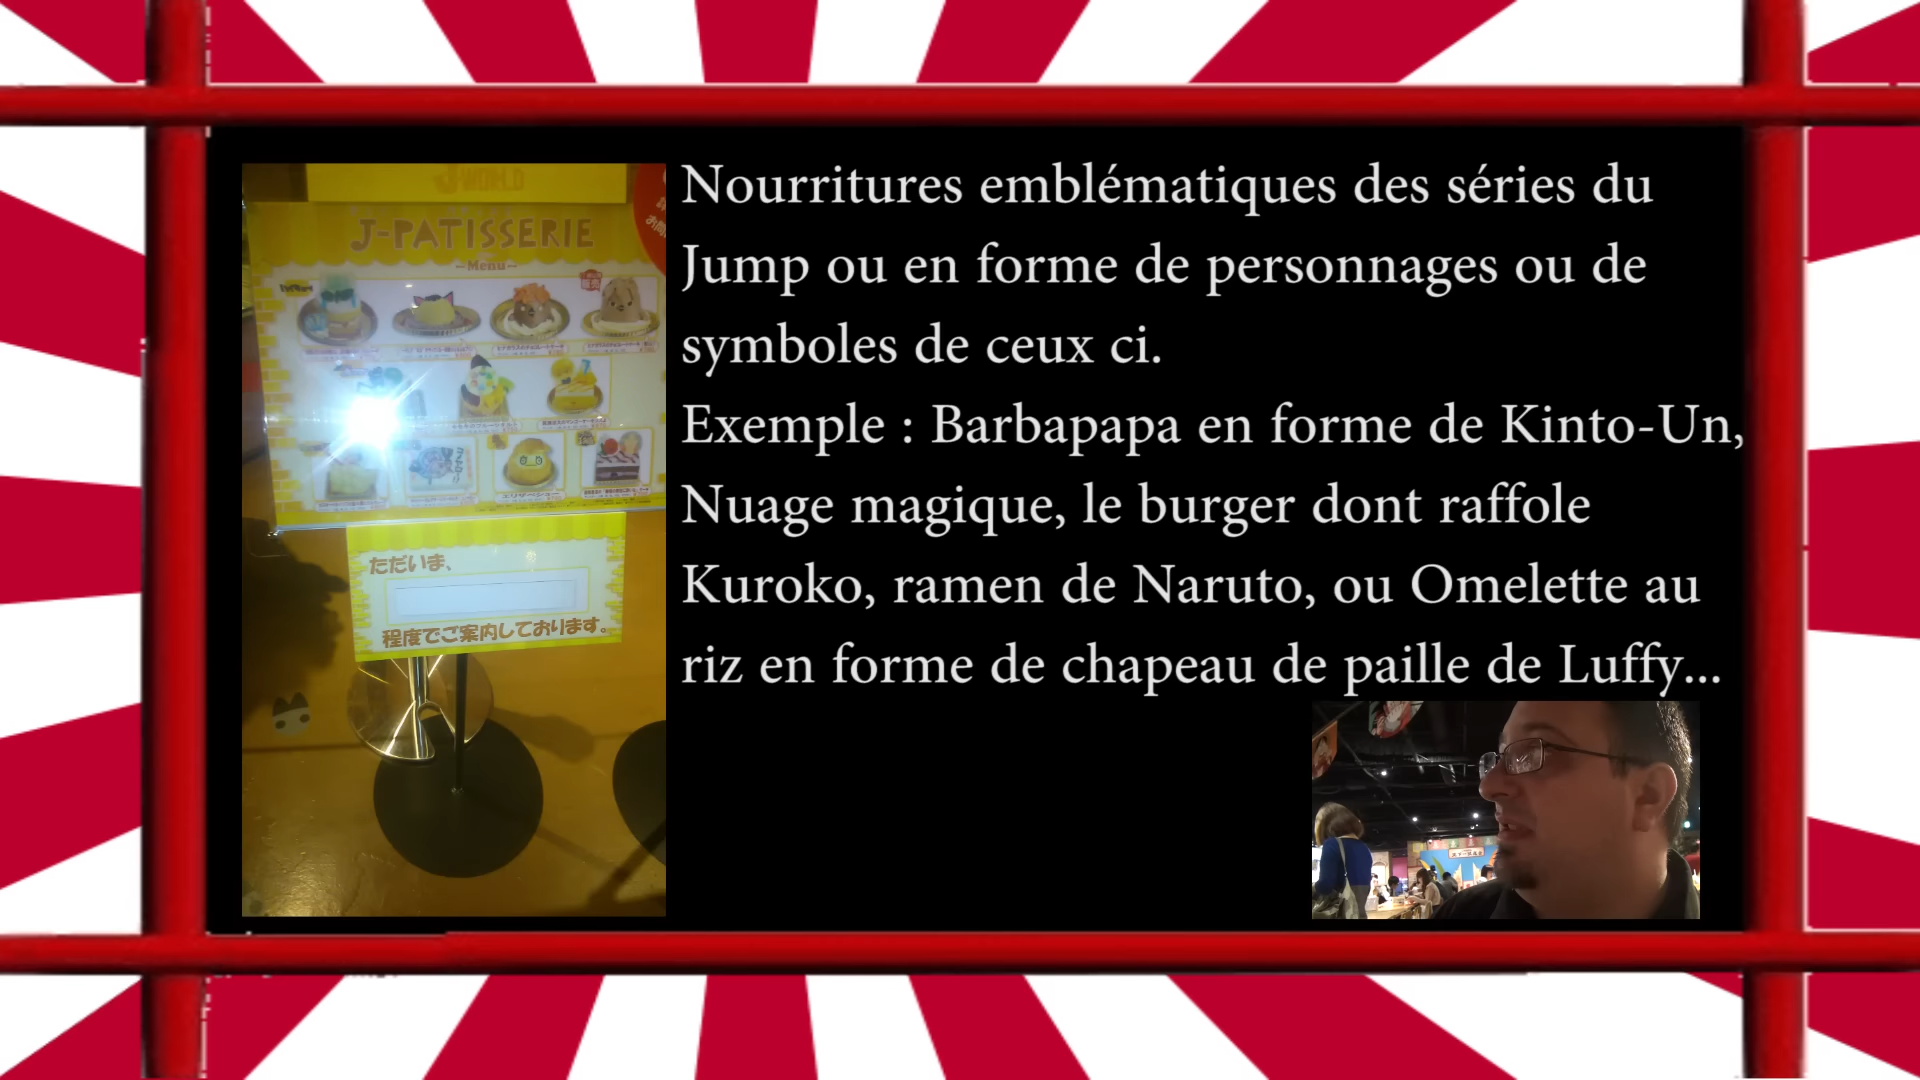 J-WORLD
J-PATISSERIE
Menu
ただいま、
程度でご案内しております。
Nourritures emblématiques des séries du
Jump ou en forme de personnages ou de
symboles de ceux ci.
Exemple : Barbapapa en forme de Kinto-Un,
Nuage magique, le burger dont raffole
Kuroko, ramen de Naruto, ou Omelette au
riz en forme de chapeau de paille de Luffy...